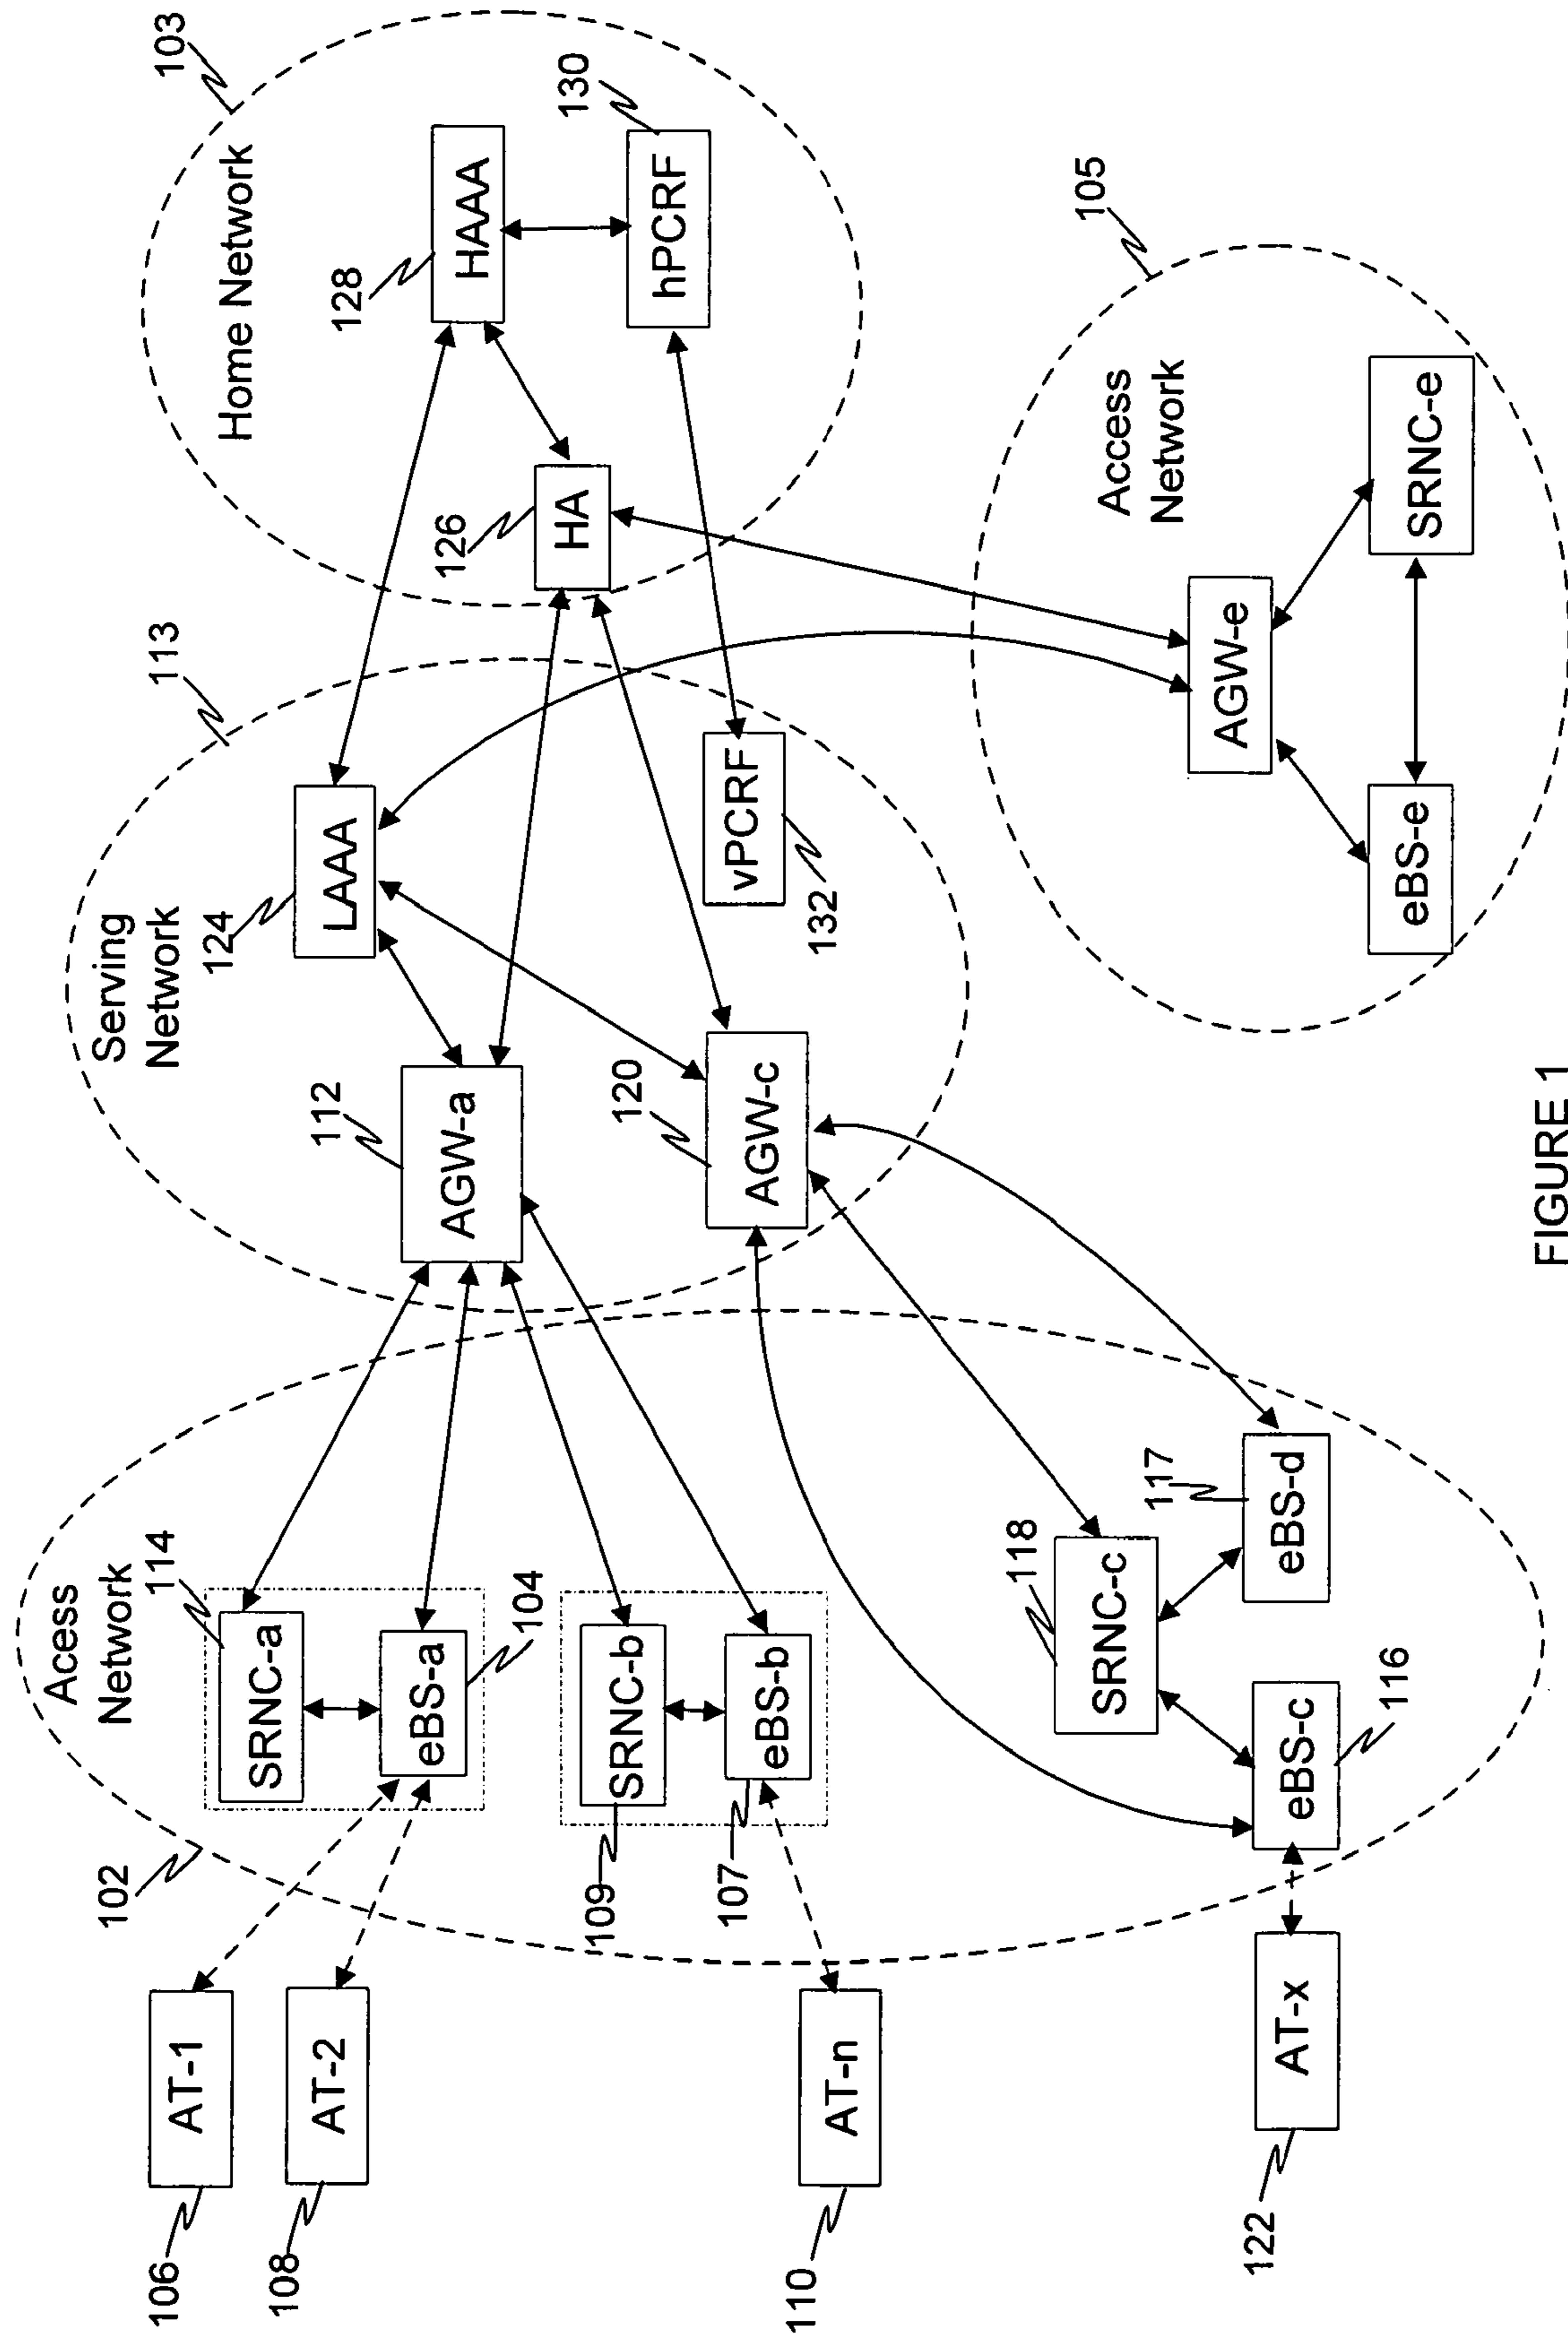 103
Home Network
128
HAAA
130
hPCRF
126
HA
113
Serving
Network
124
LAAA
vPCRF
132
112
AGW-a
120
AGW-c
105
Access
Network
AGW-e
SRNC-e
eBS-e
Acess
Network
102
114
SRNC-a
eBS-a
104
109
SRNC-b
107
eBS-b
118
SRNC-c
117
eBS-d
eBS-c
116
106
AT-1
108
AT-2
110
AT-n
122
AT-x
FIGURE 1